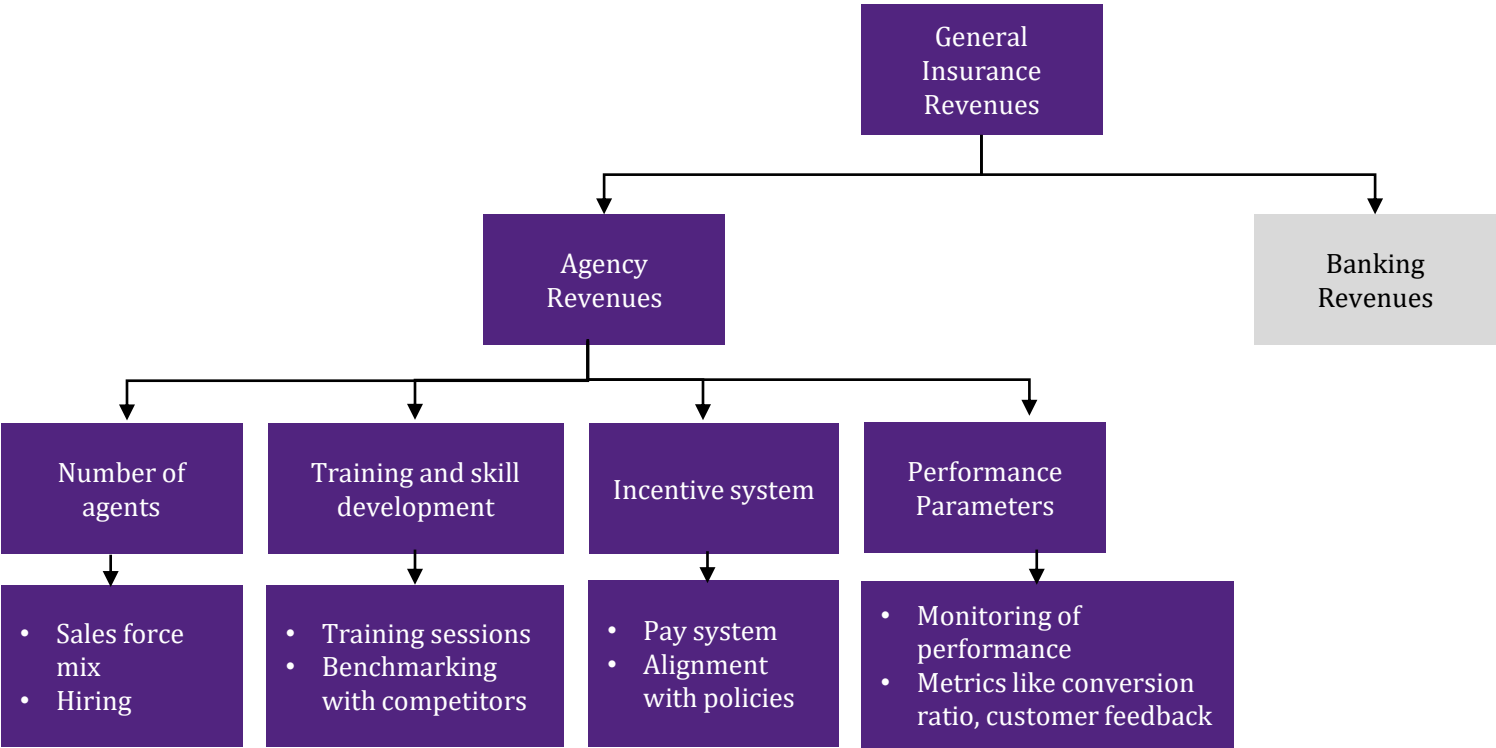 General
Insurance
Revenues
Agency
Revenues
Banking
Revenues
Number of
agents
Training and skill
development
Incentive system
Performance
Parameters
• Sales force
mix
• Hiring
• Training sessions
• Benchmarking
with competitors
• Pay system
• Alignment
with policies
• Monitoring of
performance
• Metrics like conversion
ratio, customer feedback